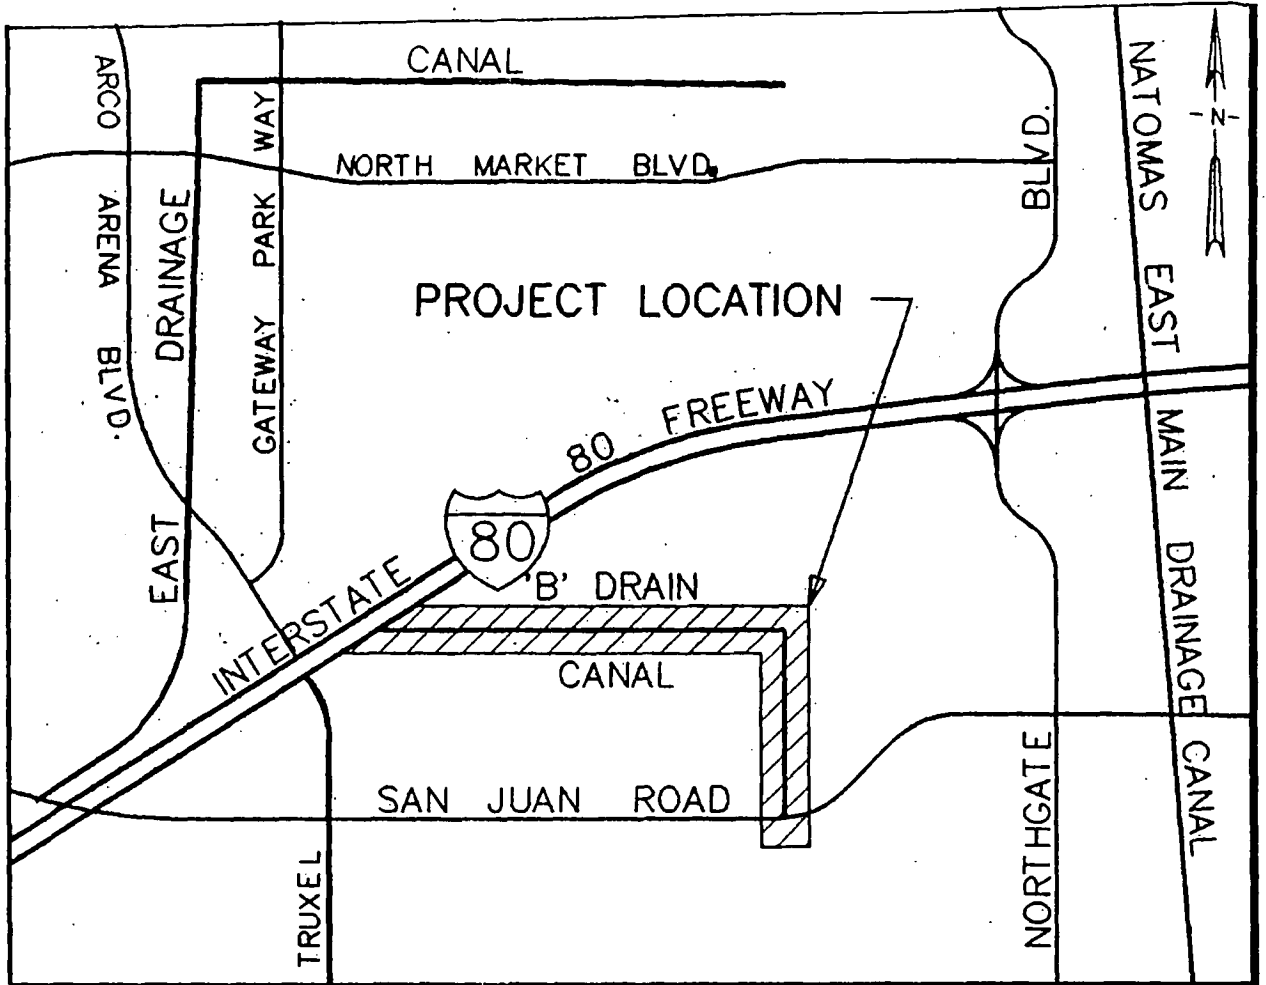 CANAL
ARCO ARENA BLVD.
EAST DRAINAGE
GATEWAY PARK WAY
NORTH MARKET BLVD.
NORTHGATE BLVD.
NATOMAS EAST MAIN DRAINAGE CANAL
N
PROJECT LOCATION
INTERSTATE 80 FREEWAY
80
'B' DRAIN
CANAL
SAN JUAN ROAD
TRUXEL